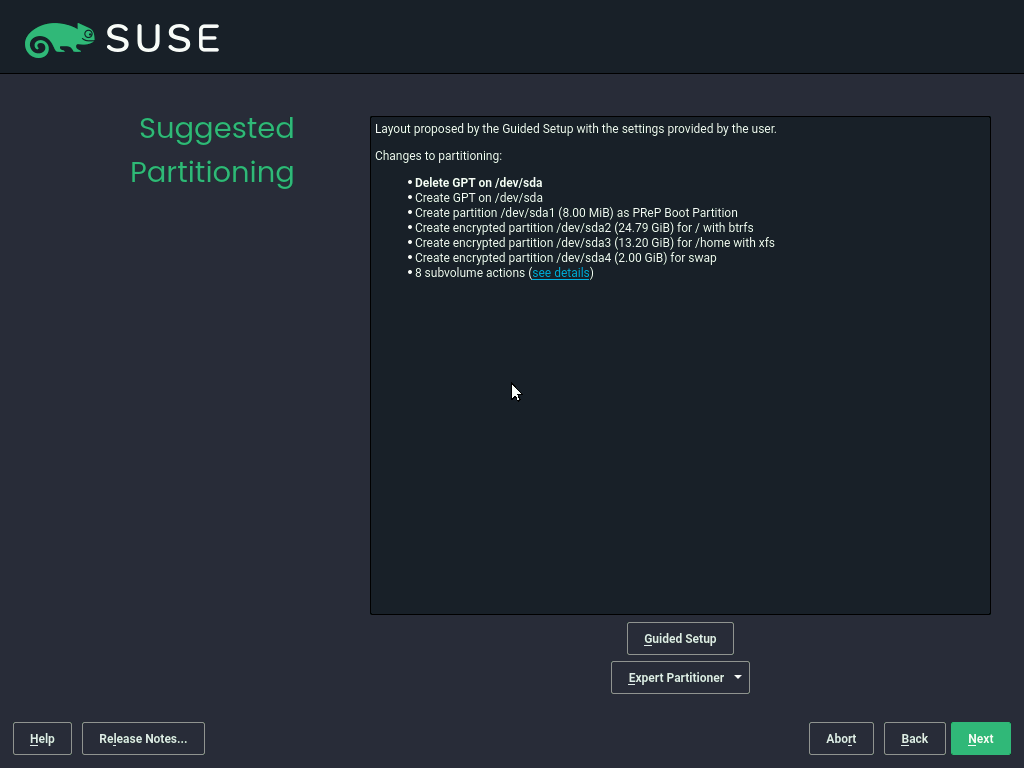 SUSE
Suggested
Partitioning
Layout proposed by the Guided Setup with the settings provided by the user.
Changes to partitioning:
• Delete GPT on /dev/sda
• Create GPT on /dev/sda
• Create partition /dev/sda1 (8.00 MiB) as PReP Boot Partition
• Create encrypted partition /dev/sda2 (24.79 GiB) for / with btrfs
• Create encrypted partition /dev/sda3 (13.20 GiB) for /home with xfs
• Create encrypted partition /dev/sda4 (2.00 GiB) for swap
• 8 subvolume actions (see details)
Guided Setup
Expert Partitioner
Help
Release Notes...
Abort
Back
Next